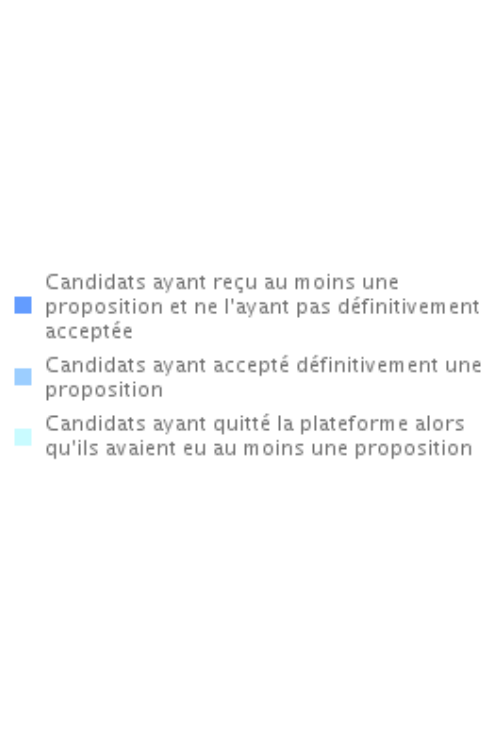 Candidats ayant reçu au moins une
proposition et ne l'ayant pas définitivement
acceptée
Candidats ayant accepté définitivement une
proposition
Candidats ayant quitté la plateforme alors
qu'ils avaient eu au moins une proposition